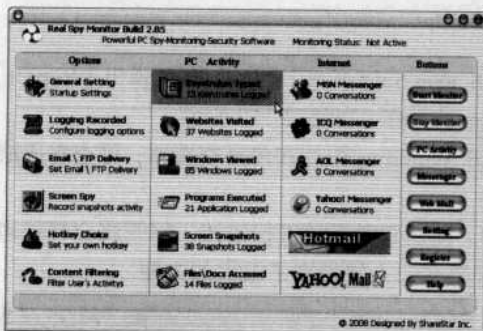 Real Spy Monitor Build 2.85
Powerful PC Spy-Monitoring-Security Software
Monitoring Status: Not Active
Options
PC Activity
Internet
Buttons
General Setting
Startup Settings
Keystrokes Typed
13 Keystrokes Logged
MSN Messenger
0 Conversations
Start Monitor
Logging Recorded
Configure logging options
Websites Visited
37 Websites Logged
ICQ Messenger
0 Conversations
Stop Monitor
PC Activity
Email \ FTP Delivery
Set Email \ FTP Delivery
Windows Viewed
85 Windows Logged
AOL Messenger
0 Conversations
Messenger
Screen Spy
Record snapshots activity
Programs Executed
21 Application Logged
Yahoo! Messenger
0 Conversations
Web Mail
Hotkey Choice
Set your own hotkey
Screen Snapshots
38 Snapshots Logged
Hotmail
Setting
Register
Content Filtering
Filter User's Activitys
Files\Docs Accessed
14 Files Logged
YAHOO! Mail
Help
© 2008 Designed By ShareStar Inc.